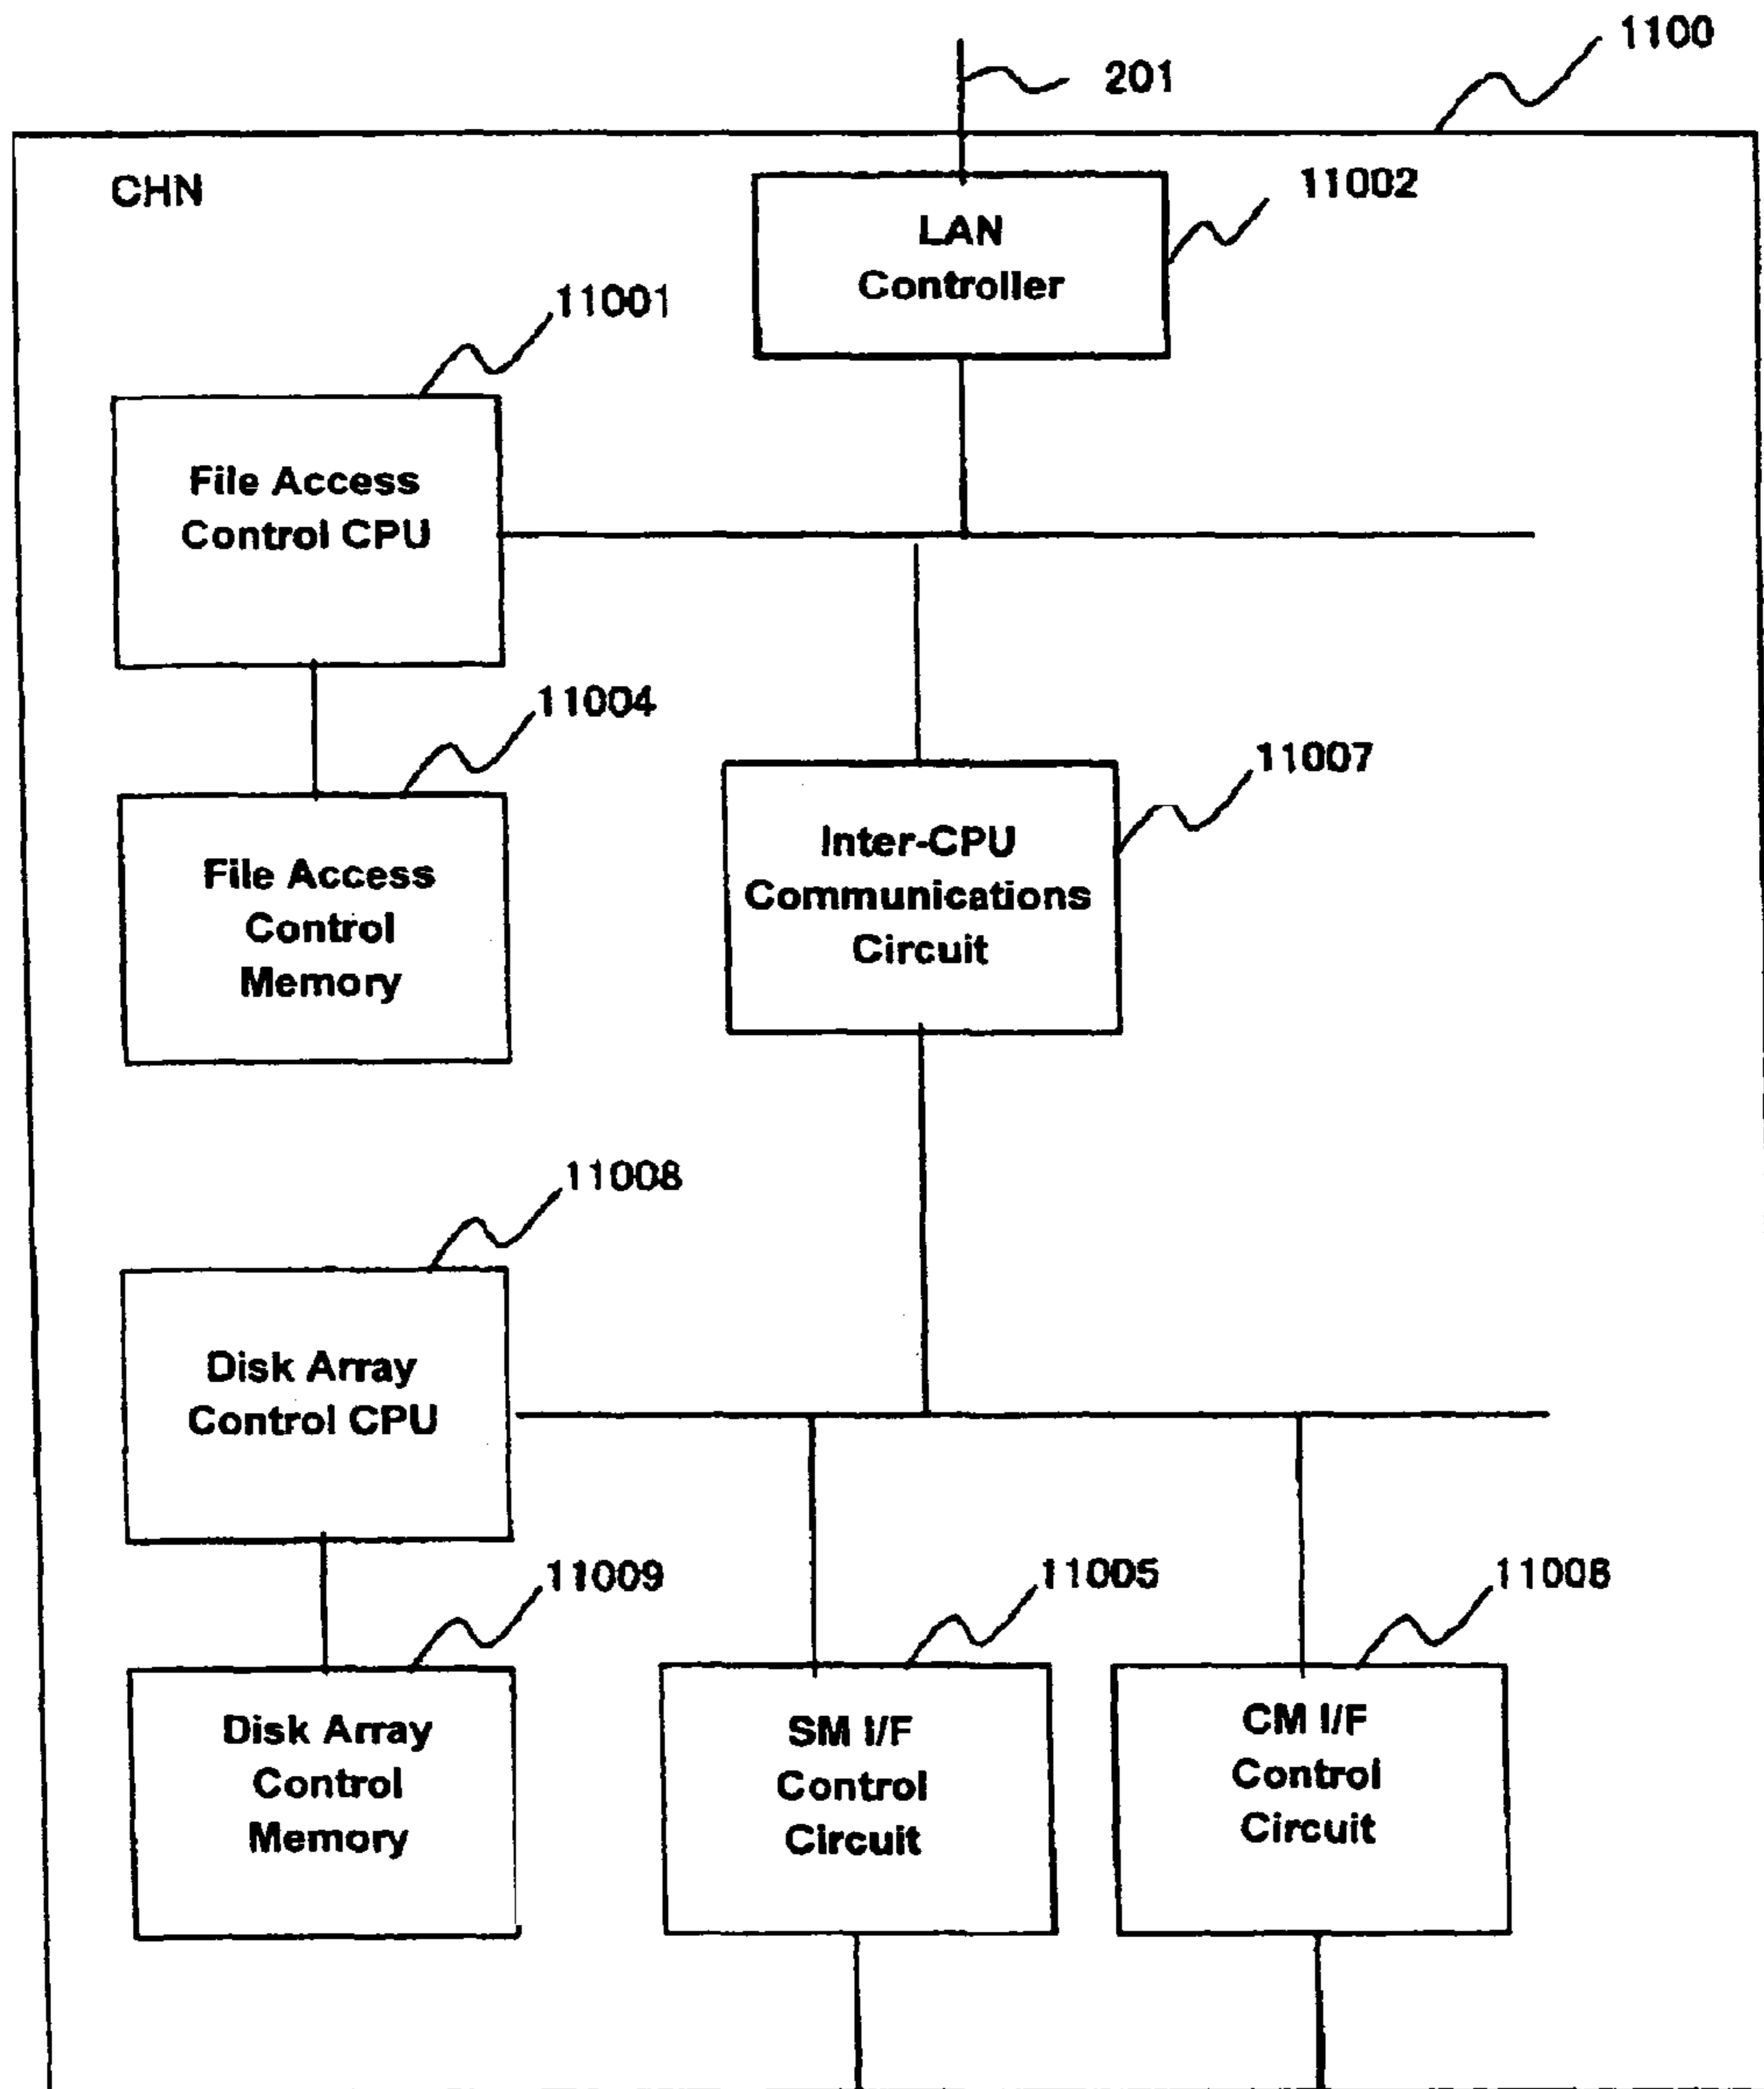 1100
201
CHN
11002
LAN
Controller
11001
File Access
Control CPU
11004
11007
File Access
Control
Memory
Inter-CPU
Communications
Circuit
11008
Disk Array
Control CPU
11009
11005
Disk Array
Control
Memory
SM I/F
Control
Circuit
CM I/F
Control
Circuit